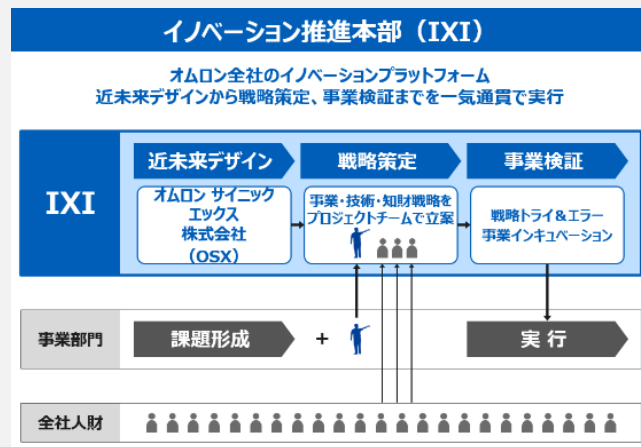 イノベーション推進本部（IXI）
オムロン全社のイノベーションプラットフォーム
近未来デザインから戦略策定、事業検証までを一気通貫で実行
IXI
近未来デザイン
戦略策定
事業検証
オムロン サイニック
エックス
株式会社
（OSX）
事業・技術・知財戦略を
プロジェクトチームで立案
戦略トライ＆エラー
事業インキュベーション
事業部門
課題形成
+
実行
全社人財